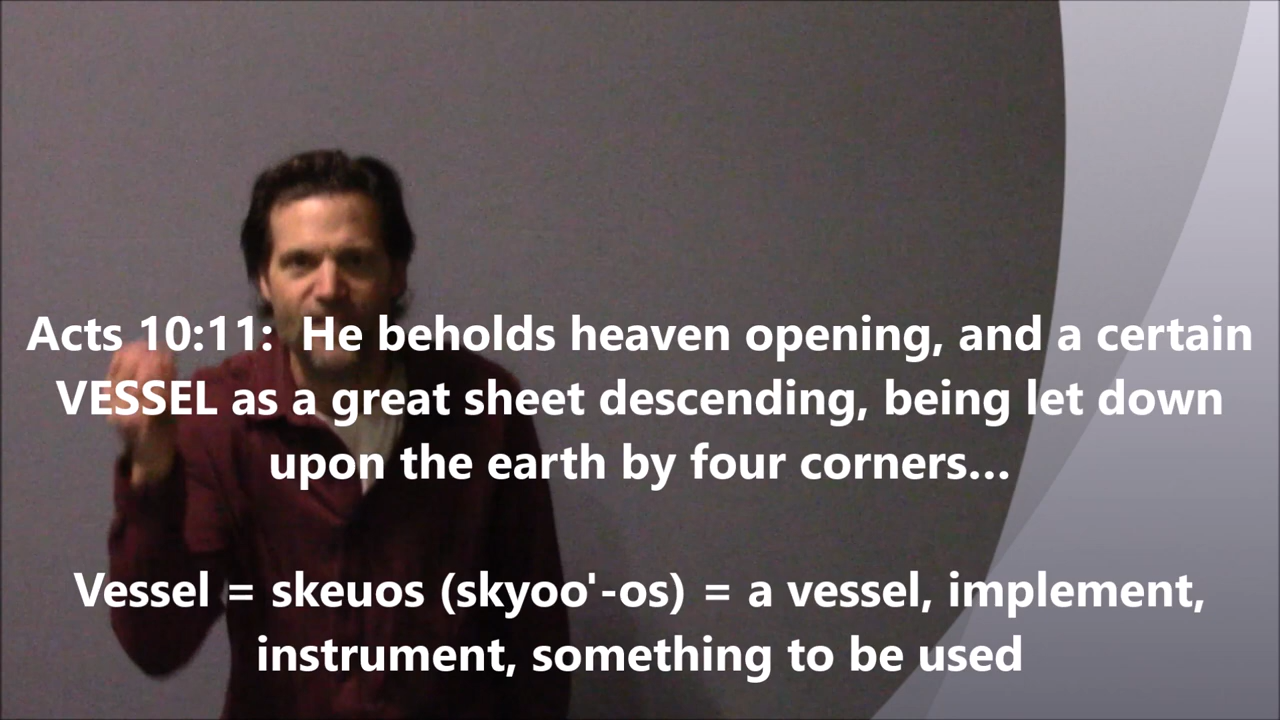 Acts 10:11:  He beholds heaven opening, and a certain
VESSEL as a great sheet descending, being let down
upon the earth by four corners...
Vessel = skeuos (skyoo'-os) = a vessel, implement,
instrument, something to be used